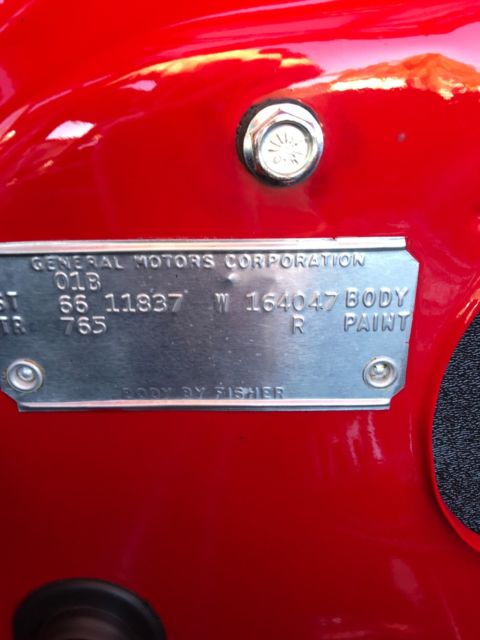 GENERAL MOTORS CORPORATION
01B
ST 66 11837 W 164047 BODY
TR 765 R PAINT
BODY BY FISHER